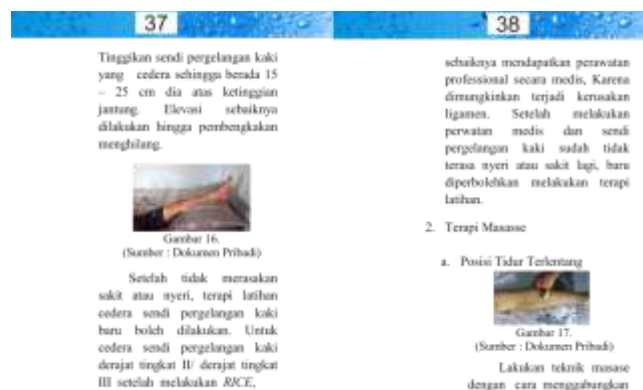 37
Tinggikan sendi pergelangan kaki
yang cedera sehingga berada 15
– 25 cm dia atas ketinggian
jantung. Elevasi sebaiknya
dilakukan hingga pembengkakan
menghilang.
Gambar 16.
(Sumber : Dokumen Pribadi)
Setelah tidak merasakan
sakit atau nyeri, terapi latihan
cedera sendi pergelangan kaki
baru boleh dilakukan. Untuk
cedera sendi pergelangan kaki
derajat tingkat II/ derajat tingkat
III setelah melakukan RICE,
38
sebaiknya mendapatkan perawatan
professional secara medis, Karena
dimungkinkan terjadi kerusakan
ligamen. Setelah melakukan
perwatan medis dan sendi
pergelangan kaki sudah tidak
terasa nyeri atau sakit lagi, baru
diperbolehkan melakukan terapi
latihan.
2. Terapi Masasse
a. Posisi Tidur Terlentang
Gambar 17.
(Sumber : Dokumen Pribadi)
Lakukan teknik masase
dengan cara menggabungkan